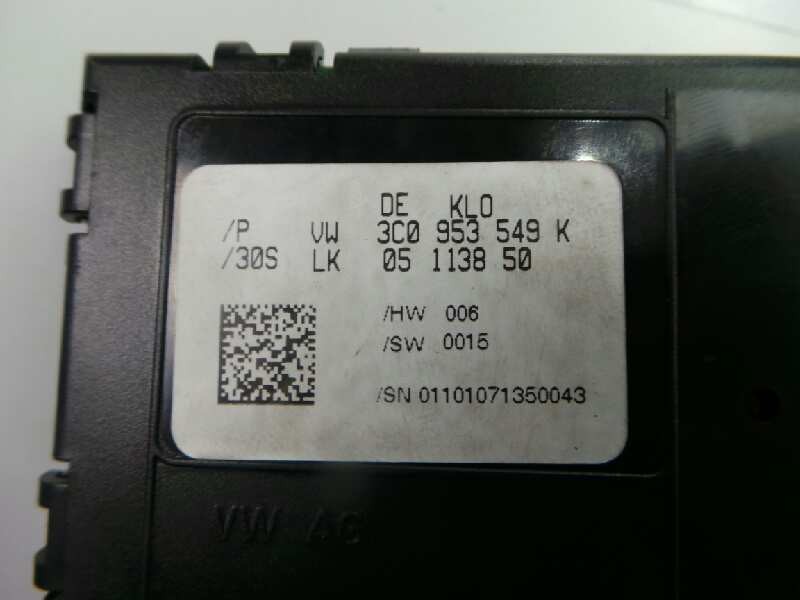 DE KLO
/P VW 3C0 953 549 K
/30S LK 05 1138 50
/HW 006
/SW 0015
/SN 01101071350043
VW AG